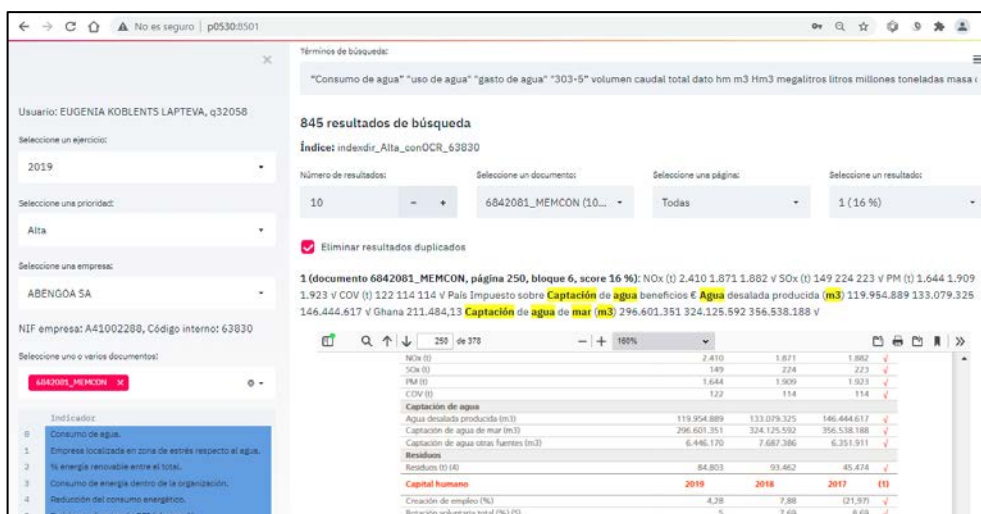 No es seguro | p0530:8501
Términos de búsqueda:
"Consumo de agua" "uso de agua" "gasto de agua" "303-5" volumen caudal total dato hm m3 Hm3 megalitros litros millones toneladas masa
Usuario: EUGENIA KOBLENTS LAPTEVA, q32058
Seleccione un ejercicio:
2019
Seleccione una prioridad:
Alta
Seleccione una empresa:
ABENGOA SA
NIF empresa: A41002288, Código interno: 63830
Seleccione uno o varios documentos:
6842081_MEMCON
Indicador
0 Consumo de agua.
1 Empresa localizada en zona de estrés respecto al agua.
2 % energía renovable entre el total.
3 Consumo de energía dentro de la organización.
4 Reducción del consumo energético.
845 resultados de búsqueda
Índice: indexdir_Alta_conOCR_63830
Número de resultados:
10
Seleccione un documento:
6842081_MEMCON (10...
Seleccione una página:
Todas
Seleccione un resultado:
1 (16 %)
Eliminar resultados duplicados
1 (documento 6842081_MEMCON, página 250, bloque 6, score 16 %): NOx (t) 2.410 1.871 1.882 √ SOx (t) 149 224 223 √ PM (t) 1.644 1.909
1.923 √ COV (t) 122 114 114 √ País Impuesto sobre Captación de agua beneficios € Agua desalada producida (m3) 119.954.889 133.079.325
146.444.617 √ Ghana 211.484,13 Captación de agua de mar (m3) 296.601.351 324.125.592 356.538.188 √
250 de 378
160%
NOx (t) 2.410 1.871 1.882 √
SOx (t) 149 224 223 √
PM (t) 1.644 1.909 1.923 √
COV (t) 122 114 114 √
Captación de agua
Agua desalada producida (m3) 119.954.889 133.079.325 146.444.617 √
Captación de agua de mar (m3) 296.601.351 324.125.592 356.538.188 √
Captación de agua otras fuentes (m3) 6.446.170 7.687.386 6.351.911 √
Residuos
Residuos (t) (4) 84.803 93.462 45.474 √
Capital humano 2019 2018 2017 (1)
Creación de empleo (%) 4,28 7,88 (21,97) √
Rotación voluntaria total (%) (5) 5 7,69 8,69